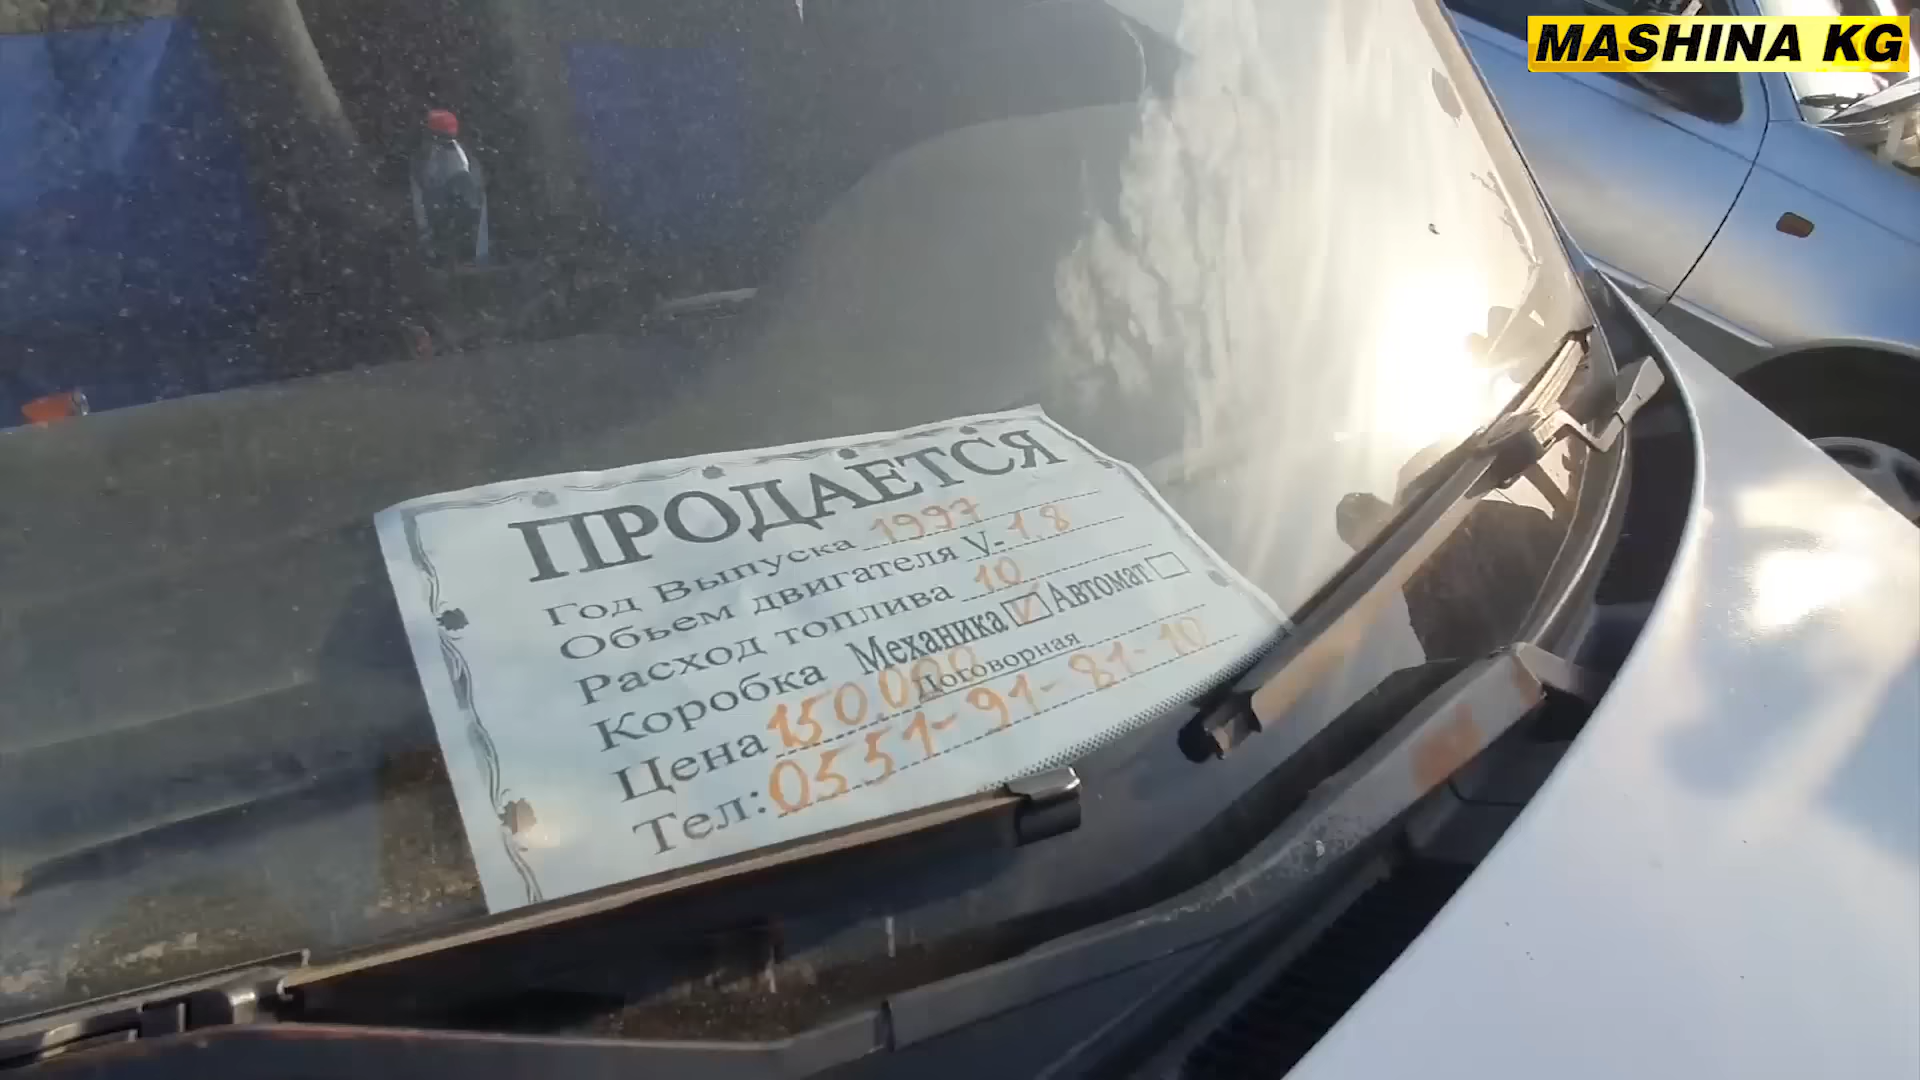 MASHINA KG
ПРОДАЕТСЯ
Год Выпуска 1997
Обьем двигателя V-1,8
Расход топлива 10
Коробка Механика Автомат
Цена 150 000 Договорная
Тел: 0551-91-81-10